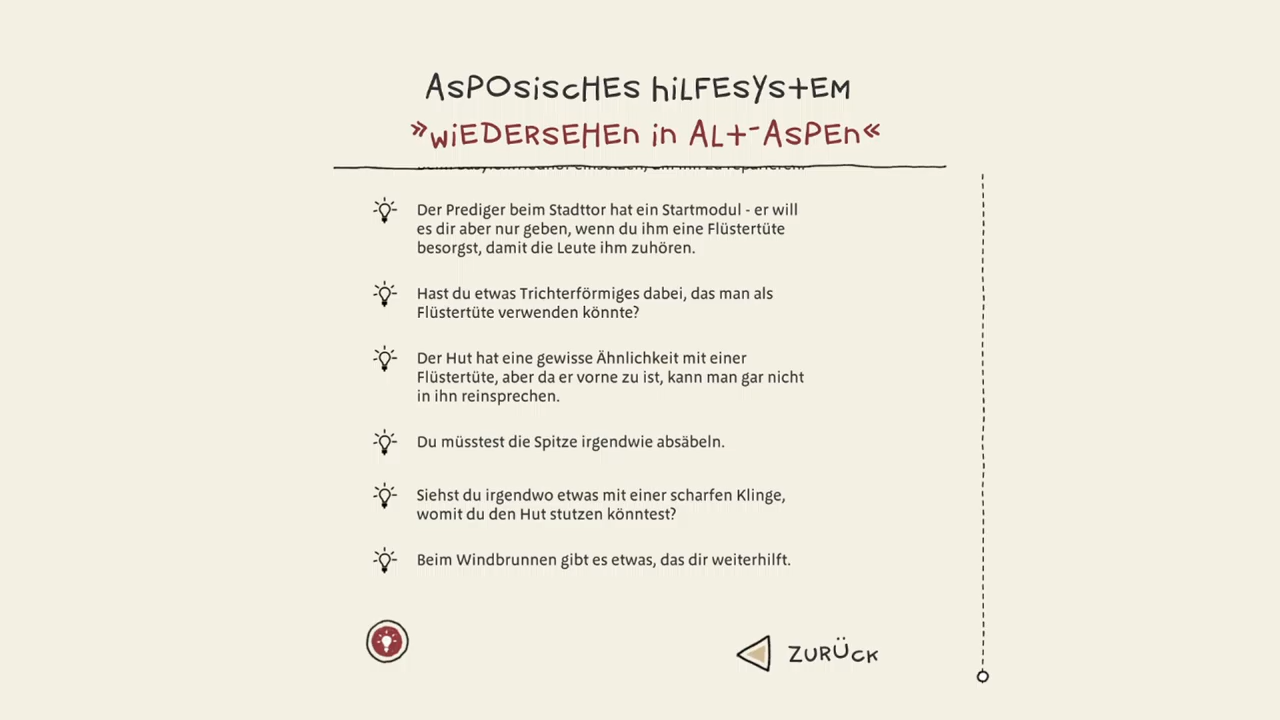 ASPOSISCHES HILFESYSTEM
»WIEDERSEHEN IN ALT-ASPEN«
Der Prediger beim Stadttor hat ein Startmodul - er will
es dir aber nur geben, wenn du ihm eine Flüstertüte
besorgst, damit die Leute ihm zuhören.
Hast du etwas Trichterförmiges dabei, das man als
Flüstertüte verwenden könnte?
Der Hut hat eine gewisse Ähnlichkeit mit einer
Flüstertüte, aber da er vorne zu ist, kann man gar nicht
in ihn reinsprechen.
Du müsstest die Spitze irgendwie absäbeln.
Siehst du irgendwo etwas mit einer scharfen Klinge,
womit du den Hut stutzen könntest?
Beim Windbrunnen gibt es etwas, das dir weiterhilft.
ZURÜCK